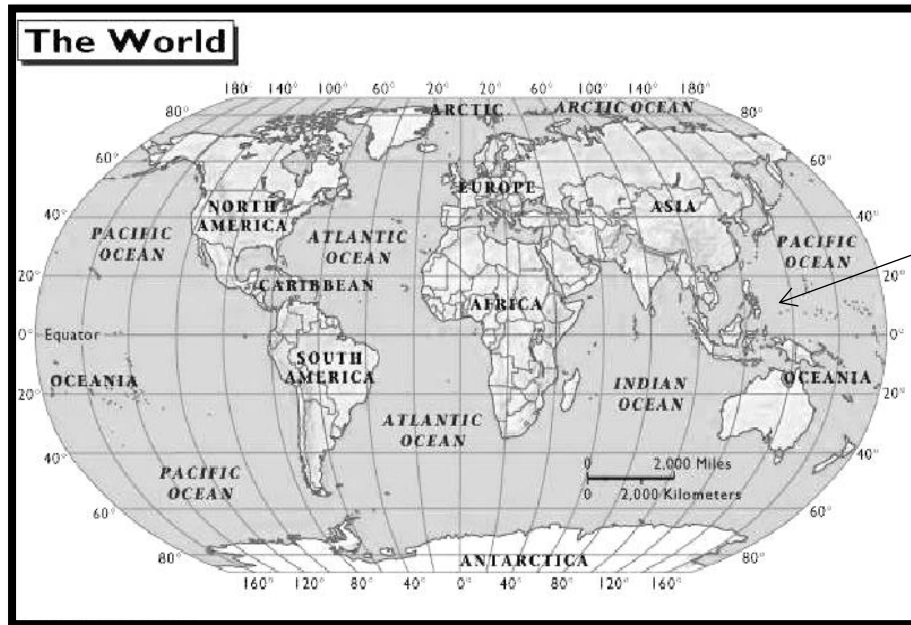 The World
180° 140° 100° 60° 20° 20° 60° 100° 140° 180°
80° ARCTIC ARCTIC OCEAN 80°
60° 60°
EUROPE
NORTH AMERICA
ASIA
40° 40°
PACIFIC OCEAN
ATLANTIC OCEAN
PACIFIC OCEAN
20° 20°
CARIBBEAN
AFRICA
0° Equator 0°
SOUTH AMERICA
OCEANIA
INDIAN OCEAN
OCEANIA
20° 20°
ATLANTIC OCEAN
40° 40°
PACIFIC OCEAN
0 2,000 Miles
0 2,000 Kilometers
60° 60°
80° ANTARCTICA 80°
160° 120° 80° 40° 0° 40° 80° 120° 160°